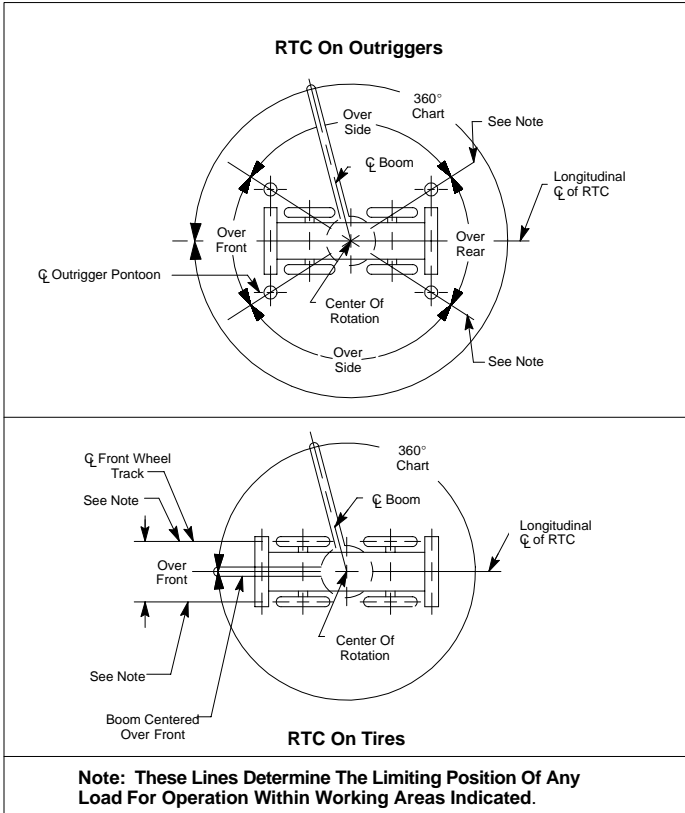 RTC On Outriggers
360°
Chart
Over
Side
See Note
℄ Boom
Longitudinal
℄ of RTC
Over
Front
Over
Rear
℄ Outrigger Pontoon
Center Of
Rotation
Over
Side
See Note
℄ Front Wheel
Track
360°
Chart
See Note
℄ Boom
Longitudinal
℄ of RTC
Over
Front
Center Of
Rotation
See Note
Boom Centered
Over Front
RTC On Tires
Note: These Lines Determine The Limiting Position Of Any
Load For Operation Within Working Areas Indicated.